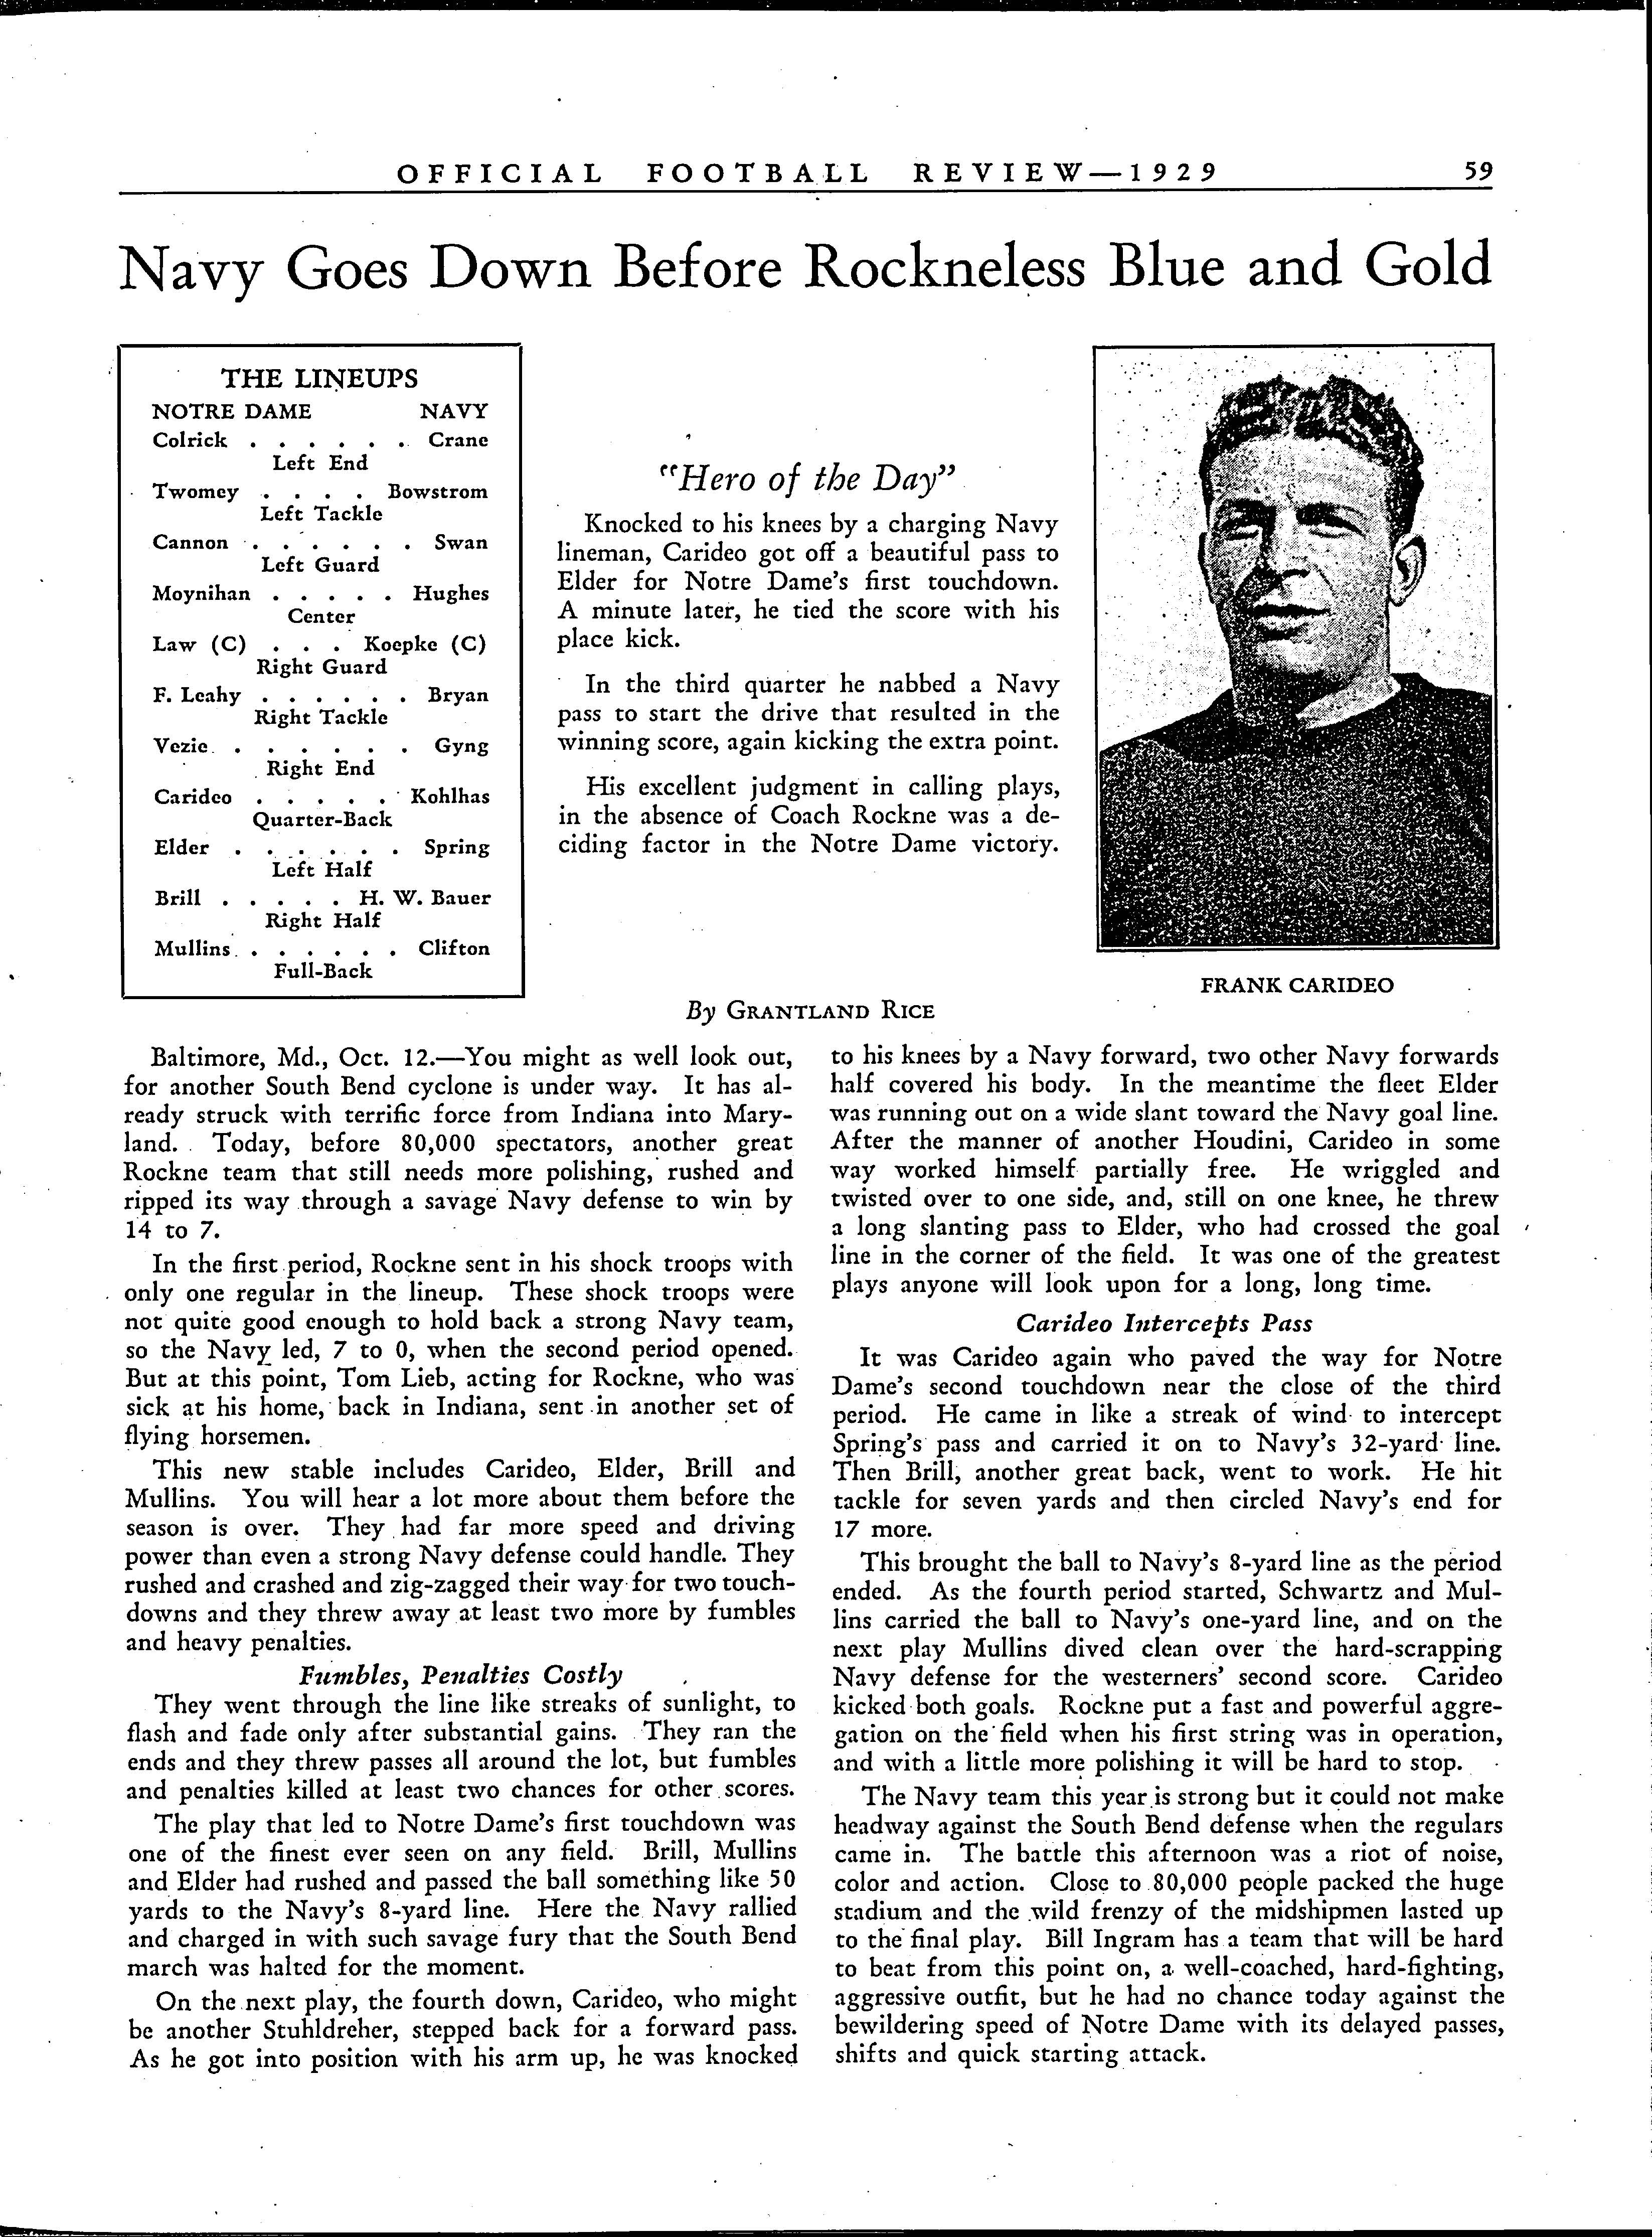 OFFICIAL FOOTBALL REVIEW—1929 59
Navy Goes Down Before Rockneless Blue and Gold
THE LINEUPS
NOTRE DAME NAVY
Colrick . . . . . . Crane
Left End
Twomey . . . . Bowstrom
Left Tackle
Cannon . . . . . . Swan
Left Guard
Moynihan . . . . . Hughes
Center
Law (C) . . . Koepke (C)
Right Guard
F. Leahy . . . . . . Bryan
Right Tackle
Vezie . . . . . . . Gyng
Right End
Carideo . . . . . Kohlhas
Quarter-Back
Elder . . . . . . Spring
Left Half
Brill . . . . . H. W. Bauer
Right Half
Mullins . . . . . . Clifton
Full-Back
"Hero of the Day"
Knocked to his knees by a charging Navy
lineman, Carideo got off a beautiful pass to
Elder for Notre Dame's first touchdown.
A minute later, he tied the score with his
place kick.
In the third quarter he nabbed a Navy
pass to start the drive that resulted in the
winning score, again kicking the extra point.
His excellent judgment in calling plays,
in the absence of Coach Rockne was a de-
ciding factor in the Notre Dame victory.
FRANK CARIDEO
By GRANTLAND RICE
Baltimore, Md., Oct. 12.—You might as well look out,
for another South Bend cyclone is under way. It has al-
ready struck with terrific force from Indiana into Mary-
land. Today, before 80,000 spectators, another great
Rockne team that still needs more polishing, rushed and
ripped its way through a savage Navy defense to win by
14 to 7.
In the first period, Rockne sent in his shock troops with
only one regular in the lineup. These shock troops were
not quite good enough to hold back a strong Navy team,
so the Navy led, 7 to 0, when the second period opened.
But at this point, Tom Lieb, acting for Rockne, who was
sick at his home, back in Indiana, sent in another set of
flying horsemen.
This new stable includes Carideo, Elder, Brill and
Mullins. You will hear a lot more about them before the
season is over. They had far more speed and driving
power than even a strong Navy defense could handle. They
rushed and crashed and zig-zagged their way for two touch-
downs and they threw away at least two more by fumbles
and heavy penalties.
Fumbles, Penalties Costly
They went through the line like streaks of sunlight, to
flash and fade only after substantial gains. They ran the
ends and they threw passes all around the lot, but fumbles
and penalties killed at least two chances for other scores.
The play that led to Notre Dame's first touchdown was
one of the finest ever seen on any field. Brill, Mullins
and Elder had rushed and passed the ball something like 50
yards to the Navy's 8-yard line. Here the Navy rallied
and charged in with such savage fury that the South Bend
march was halted for the moment.
On the next play, the fourth down, Carideo, who might
be another Stuhldreher, stepped back for a forward pass.
As he got into position with his arm up, he was knocked
to his knees by a Navy forward, two other Navy forwards
half covered his body. In the meantime the fleet Elder
was running out on a wide slant toward the Navy goal line.
After the manner of another Houdini, Carideo in some
way worked himself partially free. He wriggled and
twisted over to one side, and, still on one knee, he threw
a long slanting pass to Elder, who had crossed the goal
line in the corner of the field. It was one of the greatest
plays anyone will look upon for a long, long time.
Carideo Intercepts Pass
It was Carideo again who paved the way for Notre
Dame's second touchdown near the close of the third
period. He came in like a streak of wind to intercept
Spring's pass and carried it on to Navy's 32-yard line.
Then Brill, another great back, went to work. He hit
tackle for seven yards and then circled Navy's end for
17 more.
This brought the ball to Navy's 8-yard line as the period
ended. As the fourth period started, Schwartz and Mul-
lins carried the ball to Navy's one-yard line, and on the
next play Mullins dived clean over the hard-scrapping
Navy defense for the westerners' second score. Carideo
kicked both goals. Rockne put a fast and powerful aggre-
gation on the field when his first string was in operation,
and with a little more polishing it will be hard to stop.
The Navy team this year is strong but it could not make
headway against the South Bend defense when the regulars
came in. The battle this afternoon was a riot of noise,
color and action. Close to 80,000 people packed the huge
stadium and the wild frenzy of the midshipmen lasted up
to the final play. Bill Ingram has a team that will be hard
to beat from this point on, a well-coached, hard-fighting,
aggressive outfit, but he had no chance today against the
bewildering speed of Notre Dame with its delayed passes,
shifts and quick starting attack.